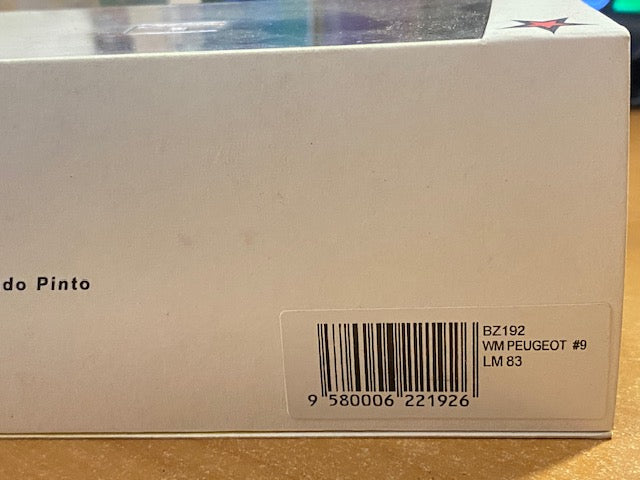 do Pinto
BZ192
WM PEUGEOT #9
LM 83
9 580006 221926